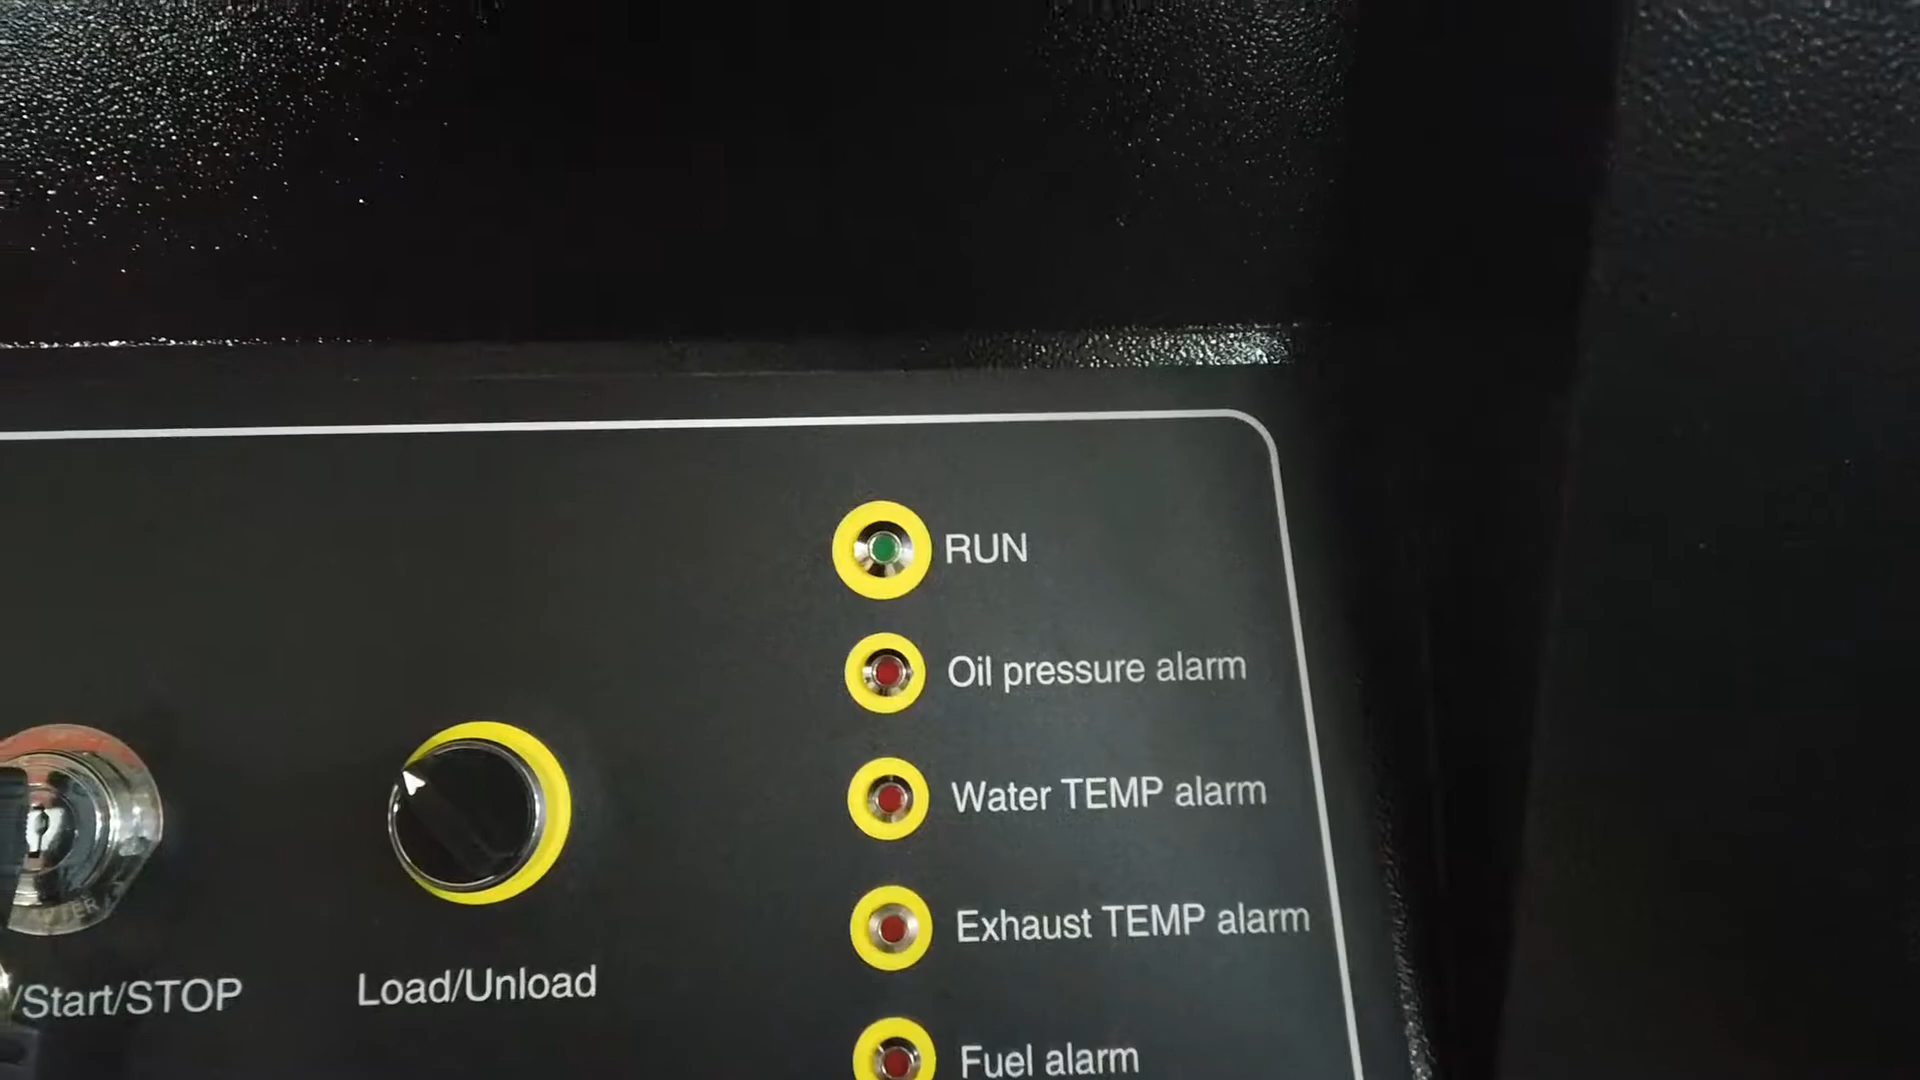 RUN
Oil pressure alarm
Water TEMP alarm
Exhaust TEMP alarm
/Start/STOP
Load/Unload
Fuel alarm